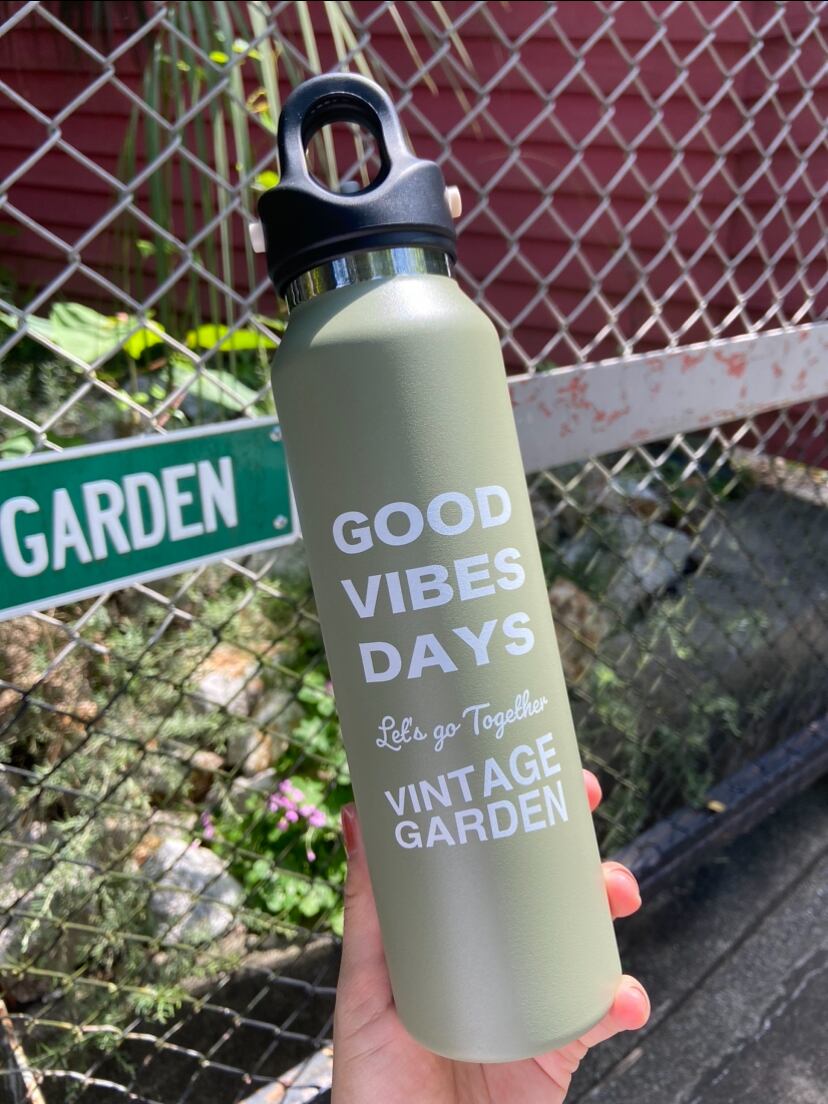 GARDEN
GOOD
VIBES
DAYS
Let's go Together
VINTAGE
GARDEN